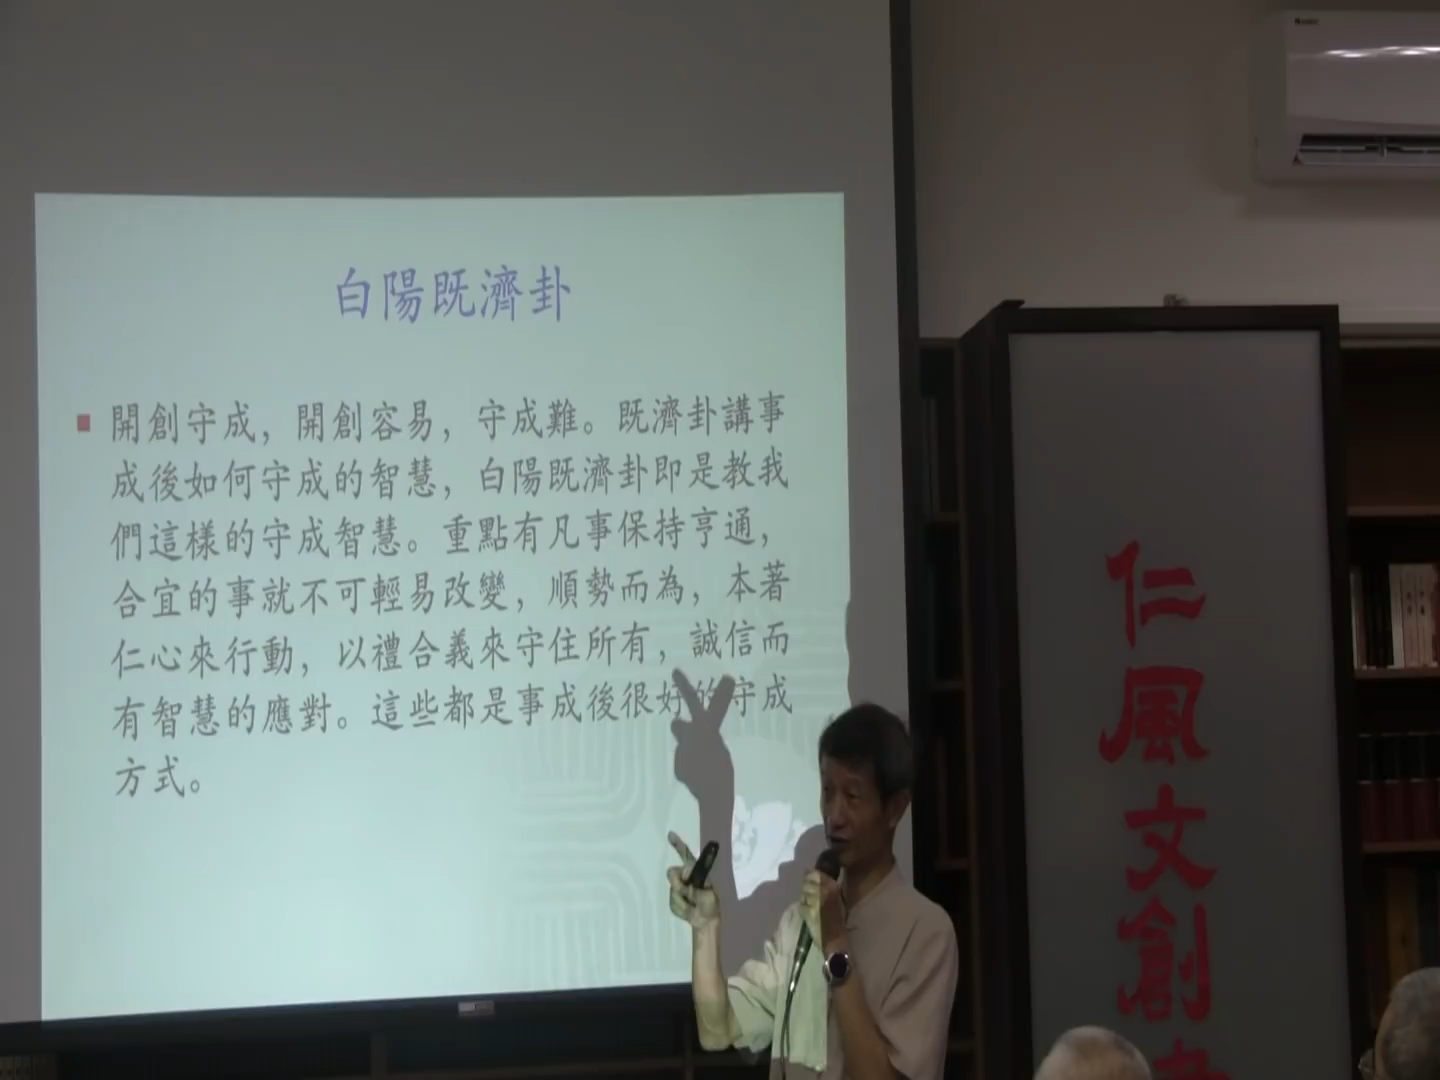 白陽既濟卦
開創守成，開創容易，守成難。既濟卦講事
成後如何守成的智慧，白陽既濟卦即是教我
們這樣的守成智慧。重點有凡事保持亨通，
合宜的事就不可輕易改變，順勢而為，本著
仁心來行動，以禮合義來守住所有，誠信而
有智慧的應對。這些都是事成後很好的守成
方式。
仁風文創